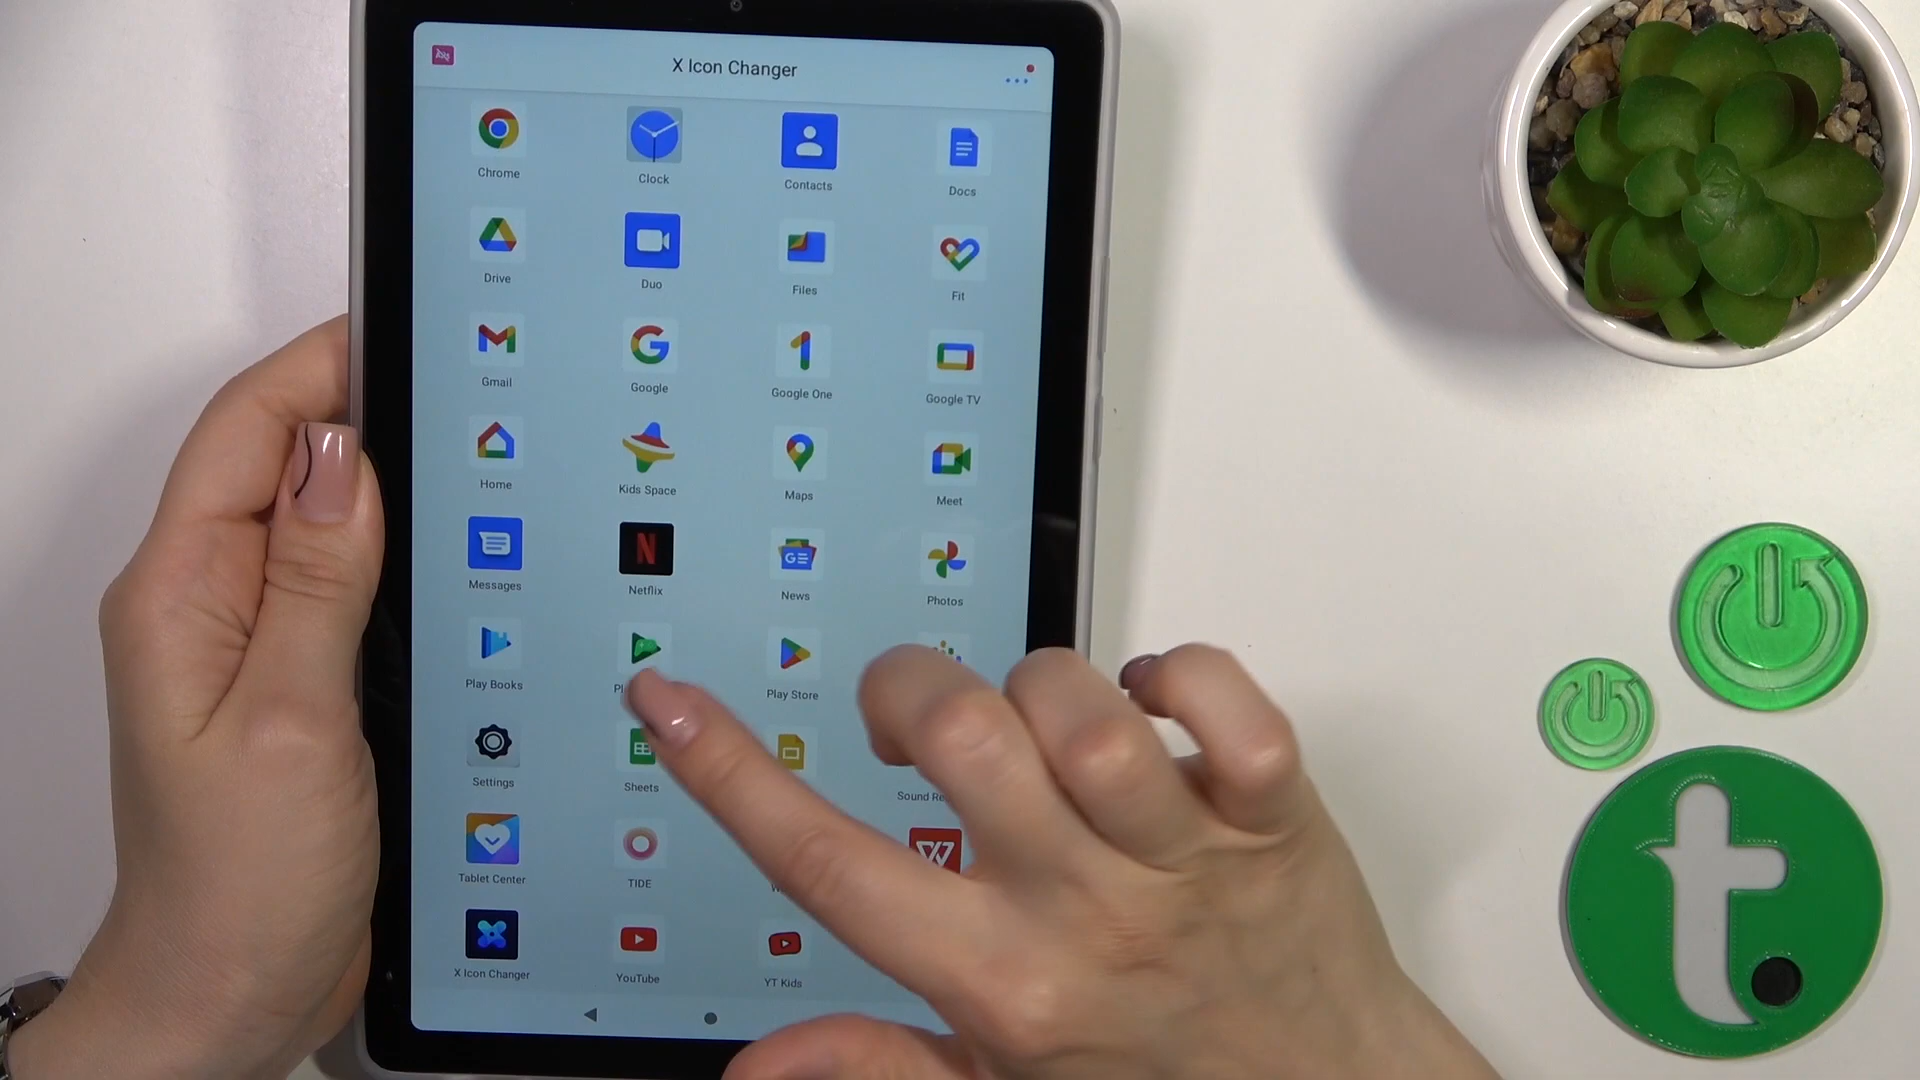 X Icon Changer
Chrome
Clock
Contacts
Docs
Drive
Duo
Files
Fit
Gmail
Google
Google One
Google TV
Home
Kids Space
Maps
Meet
Messages
Netflix
News
Photos
Play Books
Play Store
Settings
Sheets
Sound
Tablet Center
TIDE
X Icon Changer
YouTube
YT Kids